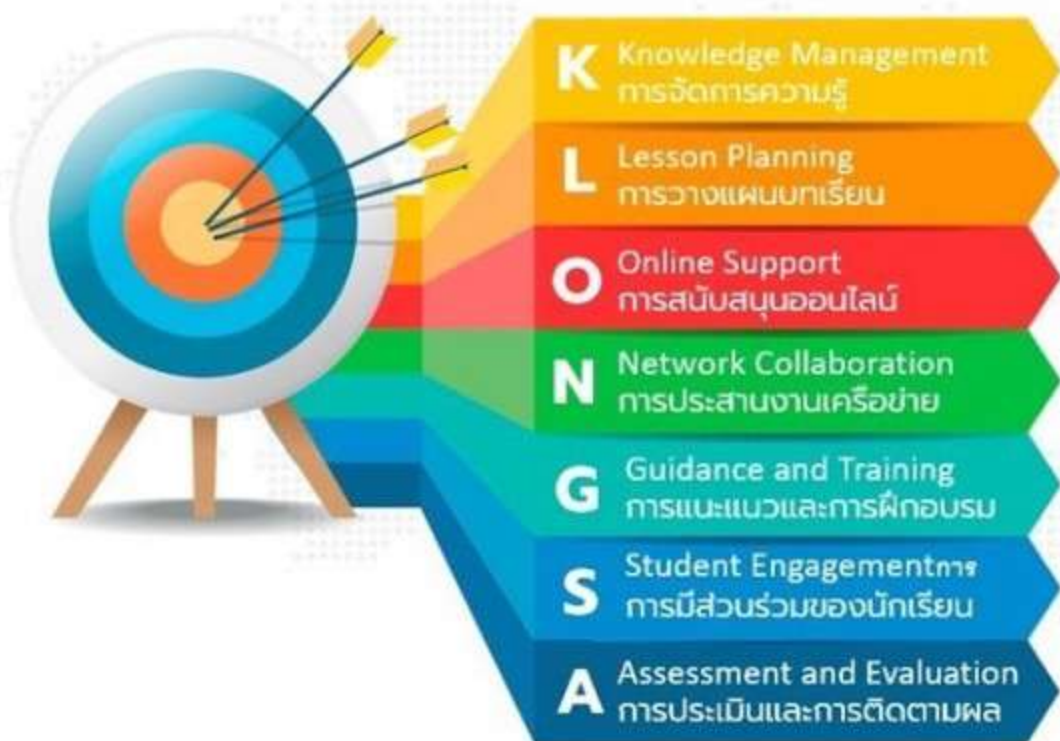 K Knowledge Management
การจัดการความรู้
L Lesson Planning
การวางแผนบทเรียน
O Online Support
การสนับสนุนออนไลน์
N Network Collaboration
การประสานงานเครือข่าย
G Guidance and Training
การแนะแนวและการฝึกอบรม
S Student Engagementการ
การมีส่วนร่วมของนักเรียน
A Assessment and Evaluation
การประเมินและการติดตามผล